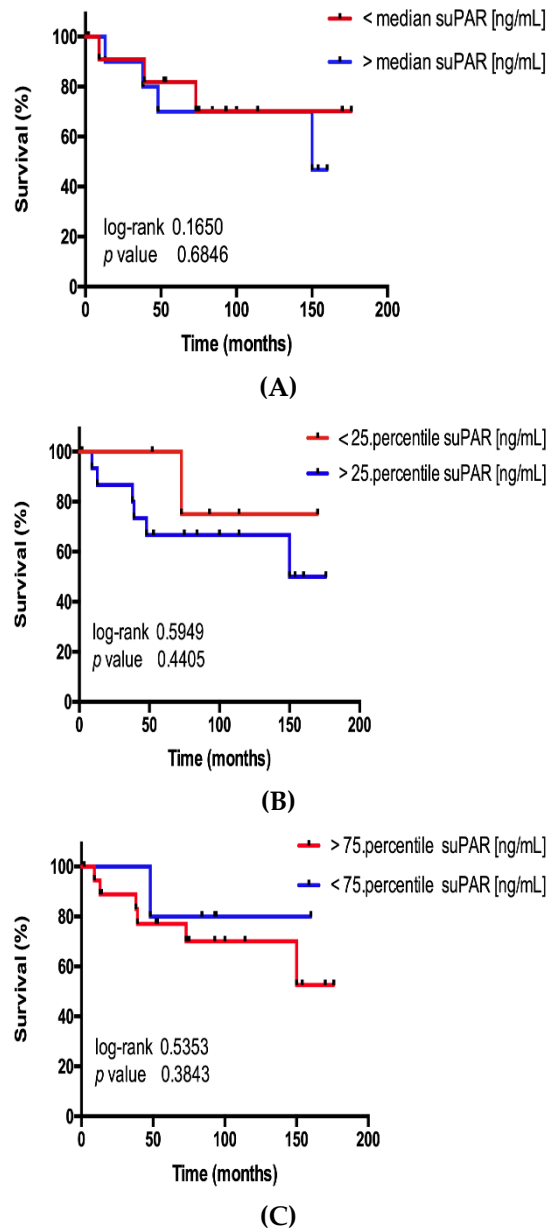 < median suPAR [ng/mL]
> median suPAR [ng/mL]
100
80
60
40
20
0
Survival (%)
log-rank 0.1650
p value 0.6846
0 50 100 150 200
Time (months)
(A)
< 25.percentile suPAR [ng/mL]
> 25.percentile suPAR [ng/mL]
100
80
60
40
20
0
Survival (%)
log-rank 0.5949
p value 0.4405
0 50 100 150 200
Time (months)
(B)
> 75.percentile suPAR [ng/mL]
< 75.percentile suPAR [ng/mL]
100
80
60
40
20
0
Survival (%)
log-rank 0.5353
p value 0.3843
0 50 100 150 200
Time (months)
(C)